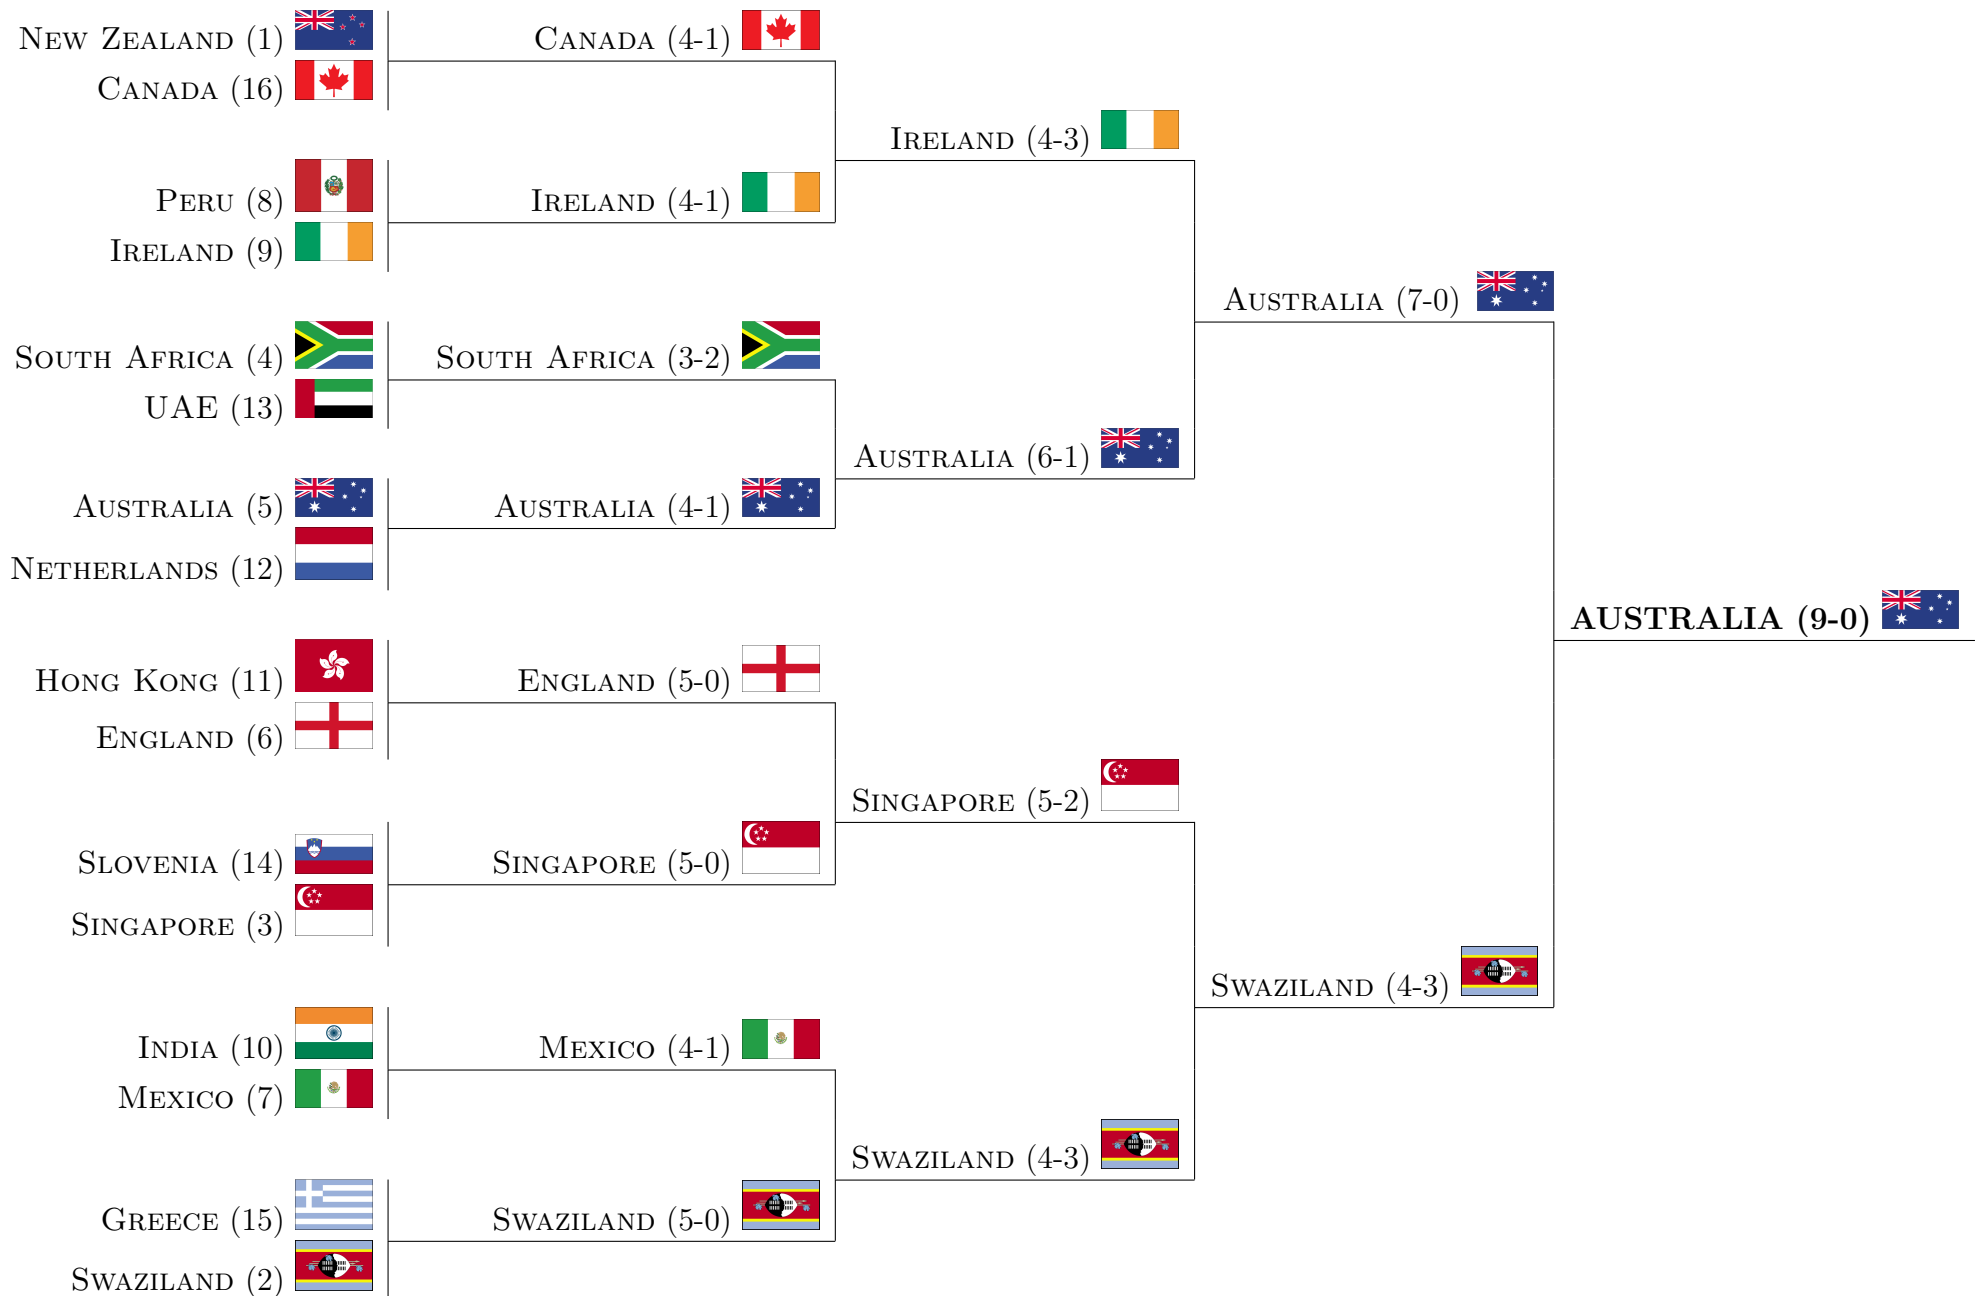 New Zealand (1)
Canada (16)
Peru (8)
Ireland (9)
South Africa (4)
UAE (13)
Australia (5)
Netherlands (12)
Hong Kong (11)
England (6)
Slovenia (14)
Singapore (3)
India (10)
Mexico (7)
Greece (15)
Swaziland (2)
Canada (4-1)
Ireland (4-1)
South Africa (3-2)
Australia (4-1)
England (5-0)
Singapore (5-0)
Mexico (4-1)
Swaziland (5-0)
Ireland (4-3)
Australia (6-1)
Singapore (5-2)
Swaziland (4-3)
Australia (7-0)
Swaziland (4-3)
AUSTRALIA (9-0)